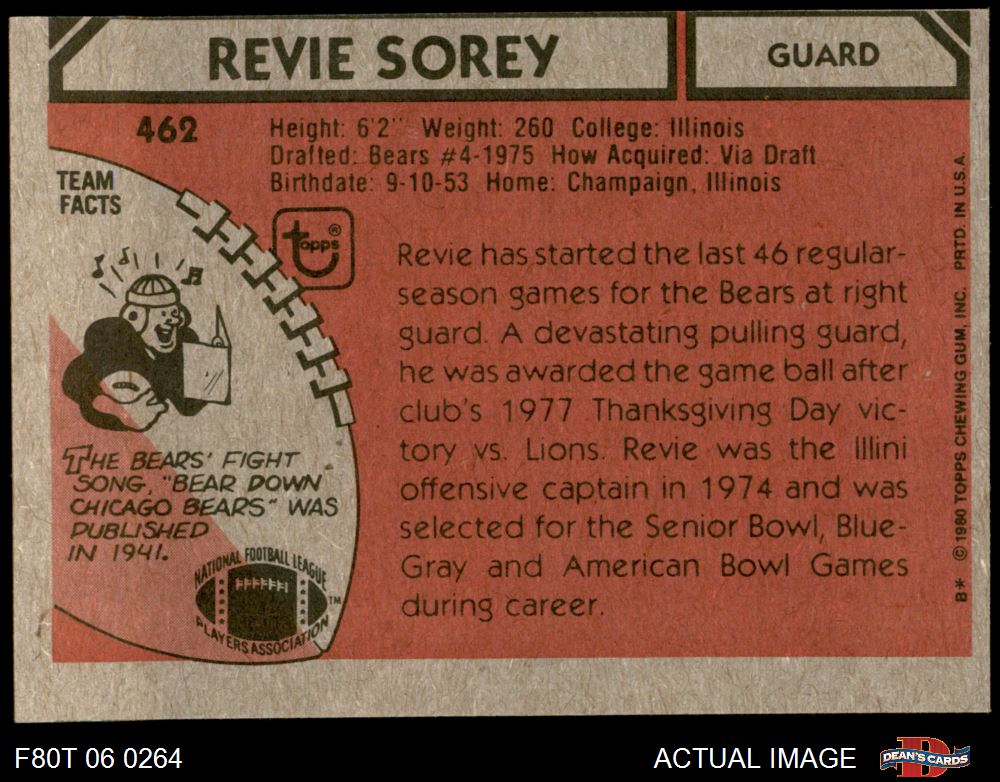 REVIE SOREY
GUARD
462
Height: 6'2" Weight: 260 College: Illinois
Drafted: Bears #4-1975 How Acquired: Via Draft
Birthdate: 9-10-53 Home: Champaign, Illinois
TEAM
FACTS
topps®
Revie has started the last 46 regular-
season games for the Bears at right
guard. A devastating pulling guard,
he was awarded the game ball after
club's 1977 Thanksgiving Day vic-
tory vs. Lions. Revie was the Illini
offensive captain in 1974 and was
selected for the Senior Bowl, Blue-
Gray and American Bowl Games
during career.
THE BEARS' FIGHT
SONG, "BEAR DOWN
CHICAGO BEARS" WAS
PUBLISHED
IN 1941.
NATIONAL FOOTBALL LEAGUE
PLAYERS ASSOCIATION
TM
B* © 1980 TOPPS CHEWING GUM, INC. PRTD. IN U.S.A.
F80T 06 0264
ACTUAL IMAGE
D
DEAN'S CARDS